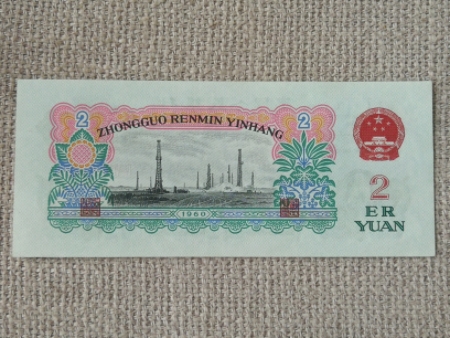 2
2
ZHONGGUO RENMIN YINHANG
1960
2
ER
YUAN